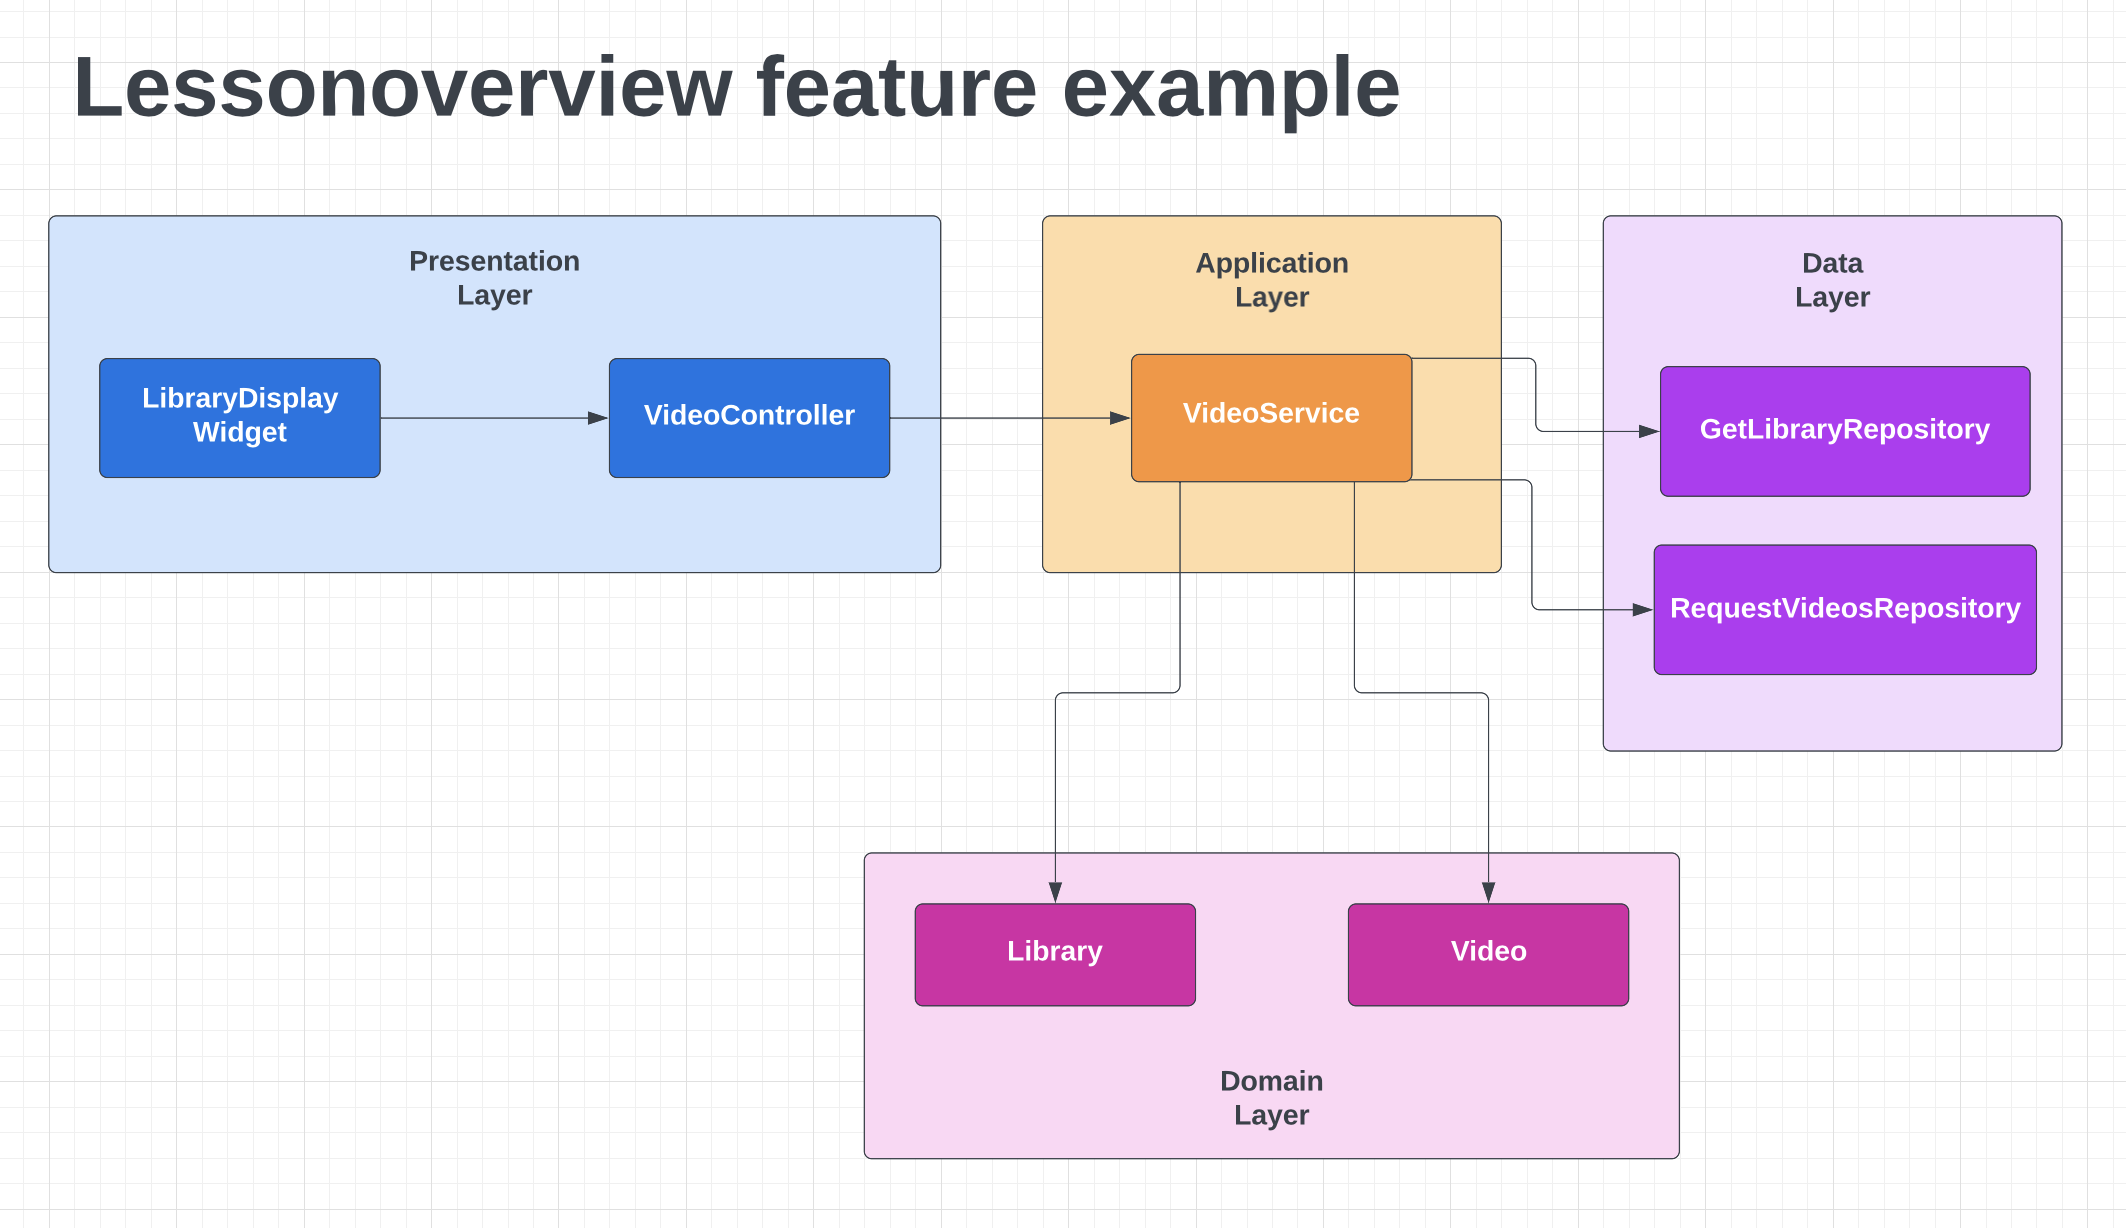 Lessonoverview feature example
Presentation
Layer
LibraryDisplay
Widget
VideoController
Application
Layer
VideoService
Data
Layer
GetLibraryRepository
RequestVideosRepository
Library
Video
Domain
Layer